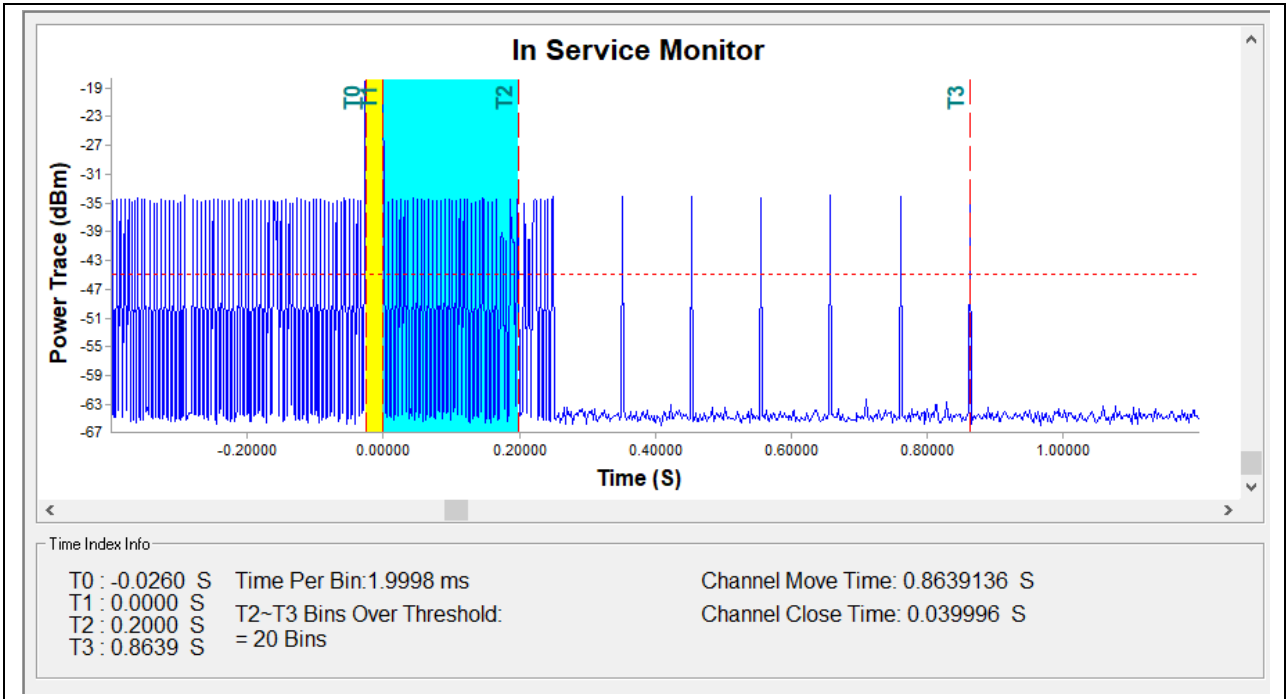 In Service Monitor
T0
T1
T2
T3
Power Trace (dBm)
-19
-23
-27
-31
-35
-39
-43
-47
-51
-55
-59
-63
-67
-0.20000 0.00000 0.20000 0.40000 0.60000 0.80000 1.00000
Time (S)
Time Index Info
T0 : -0.0260 S
T1 : 0.0000 S
T2 : 0.2000 S
T3 : 0.8639 S
Time Per Bin:1.9998 ms
T2~T3 Bins Over Threshold:
= 20 Bins
Channel Move Time: 0.8639136 S
Channel Close Time: 0.039996 S